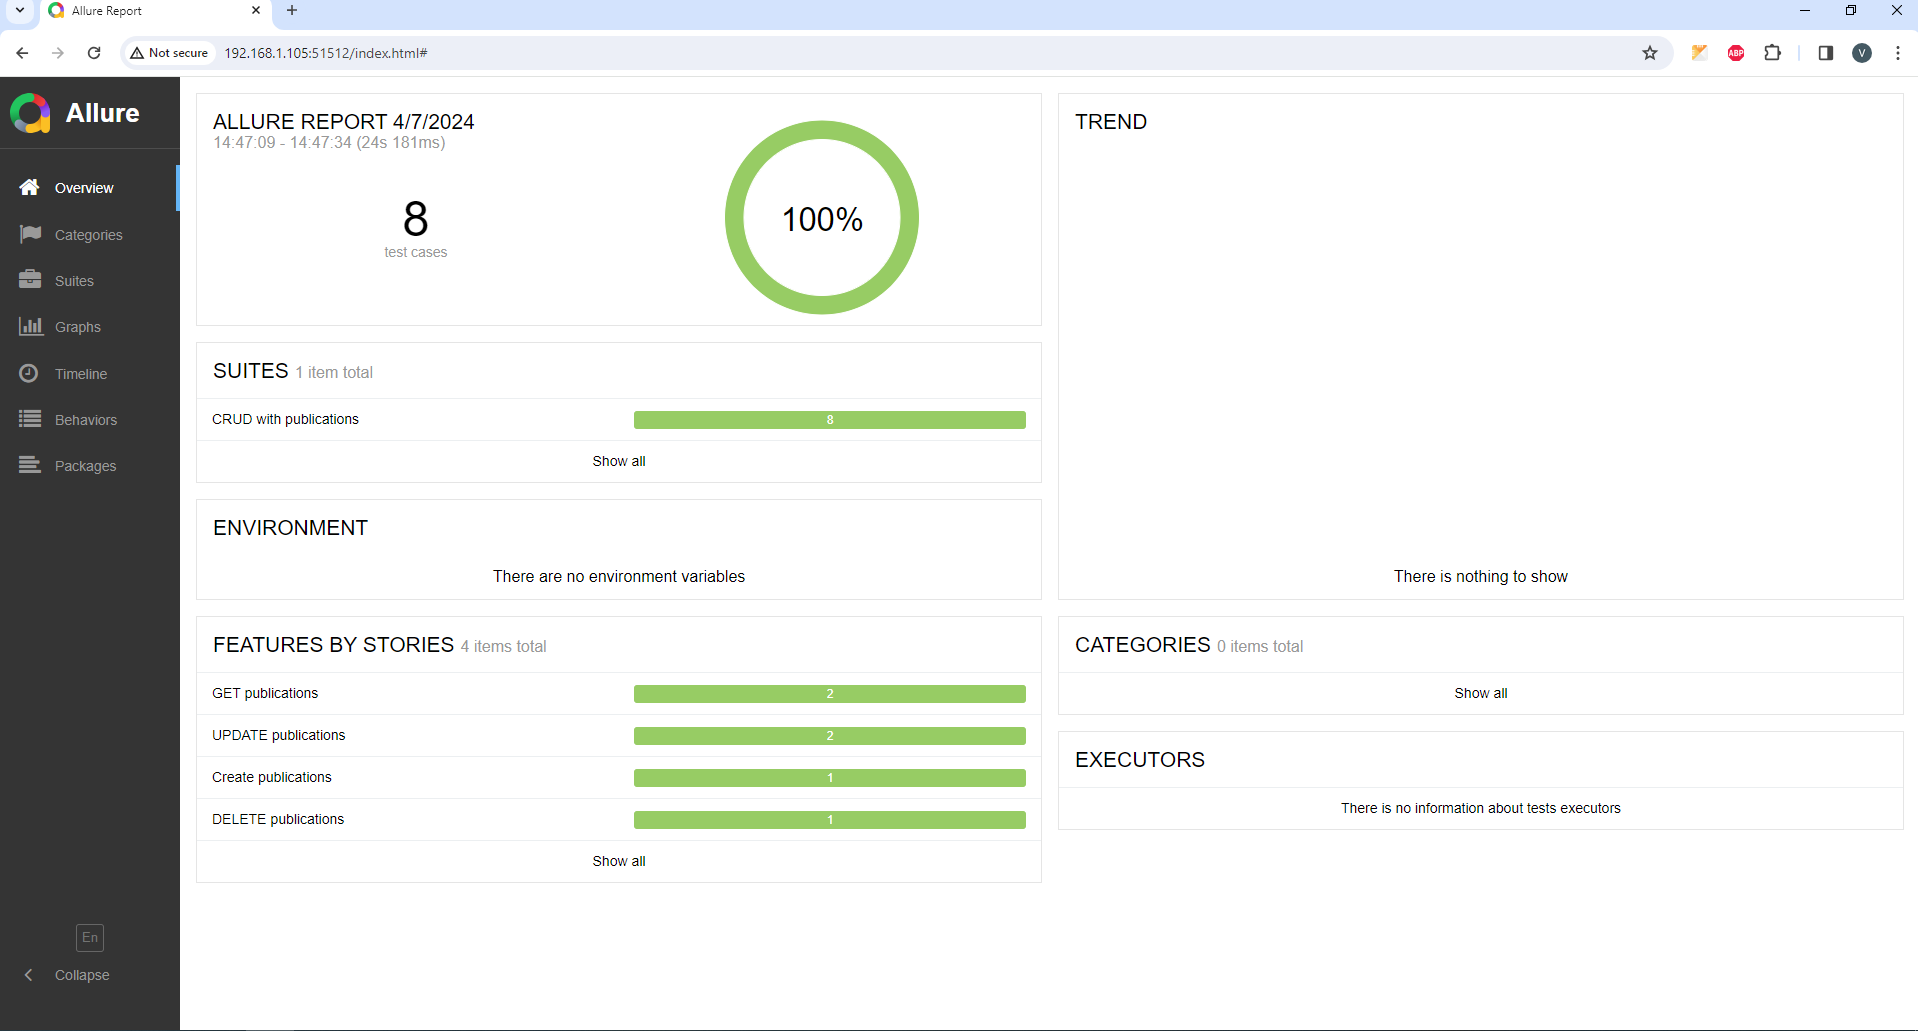 Allure Report
Not secure
192.168.1.105:51512/index.html#
ABP
V
Allure
Overview
Categories
Suites
Graphs
Timeline
Behaviors
Packages
En
Collapse
ALLURE REPORT 4/7/2024
14:47:09 - 14:47:34 (24s 181ms)
8
test cases
100%
SUITES 1 item total
CRUD with publications 8
Show all
ENVIRONMENT
There are no environment variables
FEATURES BY STORIES 4 items total
GET publications 2
UPDATE publications 2
Create publications 1
DELETE publications 1
Show all
TREND
There is nothing to show
CATEGORIES 0 items total
Show all
EXECUTORS
There is no information about tests executors